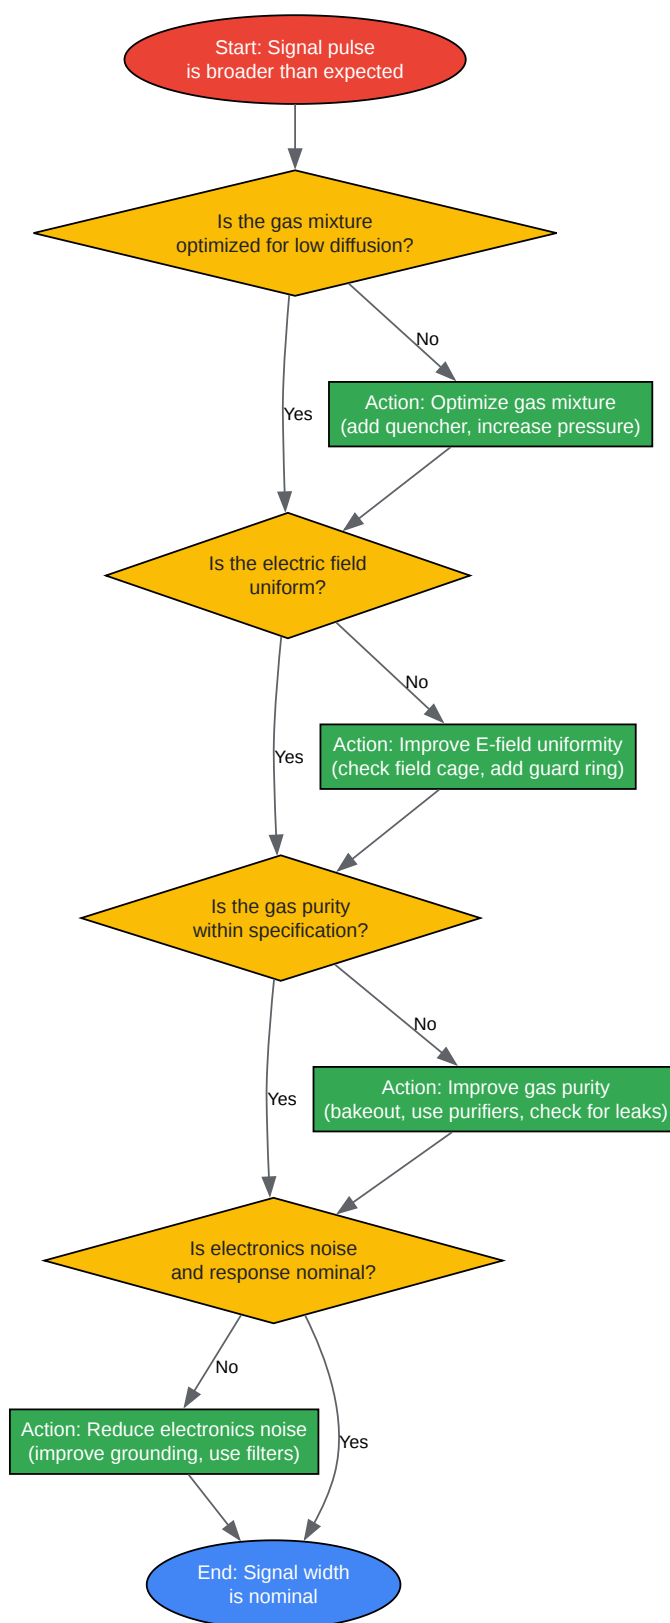 Start: Signal pulse
is broader than expected
Is the gas mixture
optimized for low diffusion?
No
Action: Optimize gas mixture
(add quencher, increase pressure)
Yes
Is the electric field
uniform?
No
Action: Improve E-field uniformity
(check field cage, add guard ring)
Yes
Is the gas purity
within specification?
No
Action: Improve gas purity
(bakeout, use purifiers, check for leaks)
Yes
Is electronics noise
and response nominal?
No
Action: Reduce electronics noise
(improve grounding, use filters)
Yes
End: Signal width
is nominal